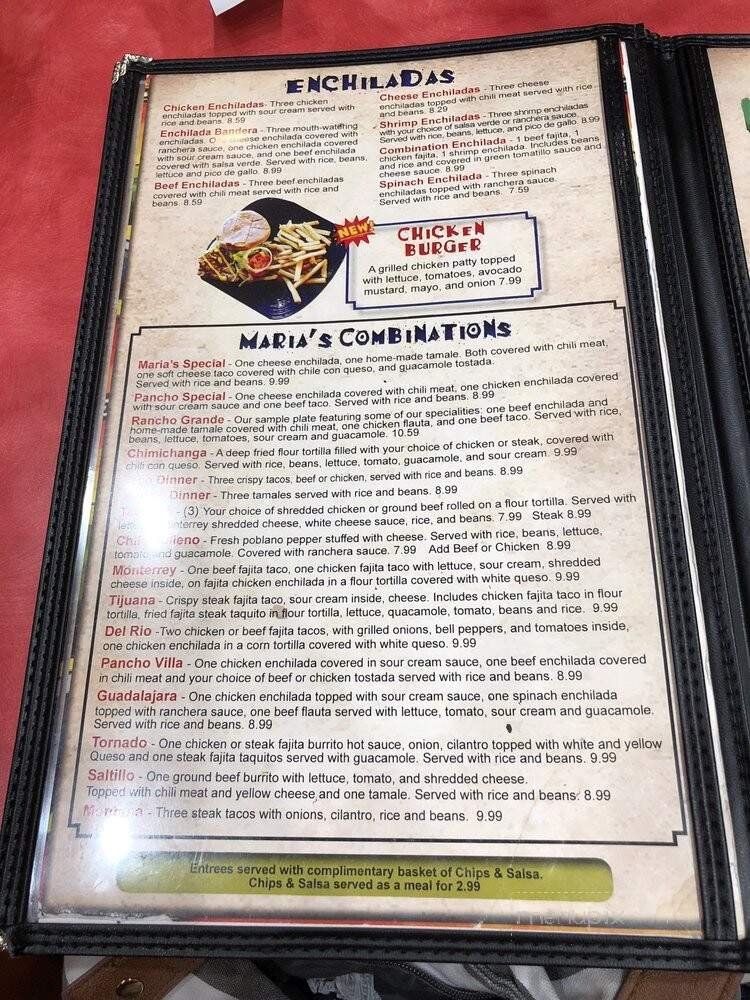 ENCHILADAS
Chicken Enchiladas- Three chicken
enchiladas topped with sour cream served with
rice and beans. 8.59
Enchilada Bandera - Three mouth-watering
enchiladas. cheese enchilada covered with
ranchera sauce, one chicken enchilada covered
with sour cream sauce, and one beef enchilada
covered with salsa verde. Served with rice, beans,
lettuce and pico de gallo. 8.99
Beef Enchiladas - Three beef enchiladas
covered with chili meat served with rice and
beans. 8.59
Cheese Enchiladas - Three cheese
enchiladas topped with chili meat served with rice
and beans. 8.29
Shrimp Enchiladas - Three shrimp enchiladas
with your choice of salsa verde or ranchera sauce.
Served with rice, beans, lettuce, and pico de gallo. 8.99
Combination Enchilada - 1 beef fajita, 1
chicken fajita, 1 shrimp enchilada. Includes beans
and rice and covered in green tomatillo sauce and
cheese sauce. 8.99
Spinach Enchilada - Three spinach
enchiladas topped with ranchera sauce.
Served with rice and beans. 7.59
NEW!
CHICKEN
BURGER
A grilled chicken patty topped
with lettuce, tomatoes, avocado
mustard, mayo, and onion 7.99
MARIA'S COMBINATIONS
Maria's Special - One cheese enchilada, one home-made tamale. Both covered with chili meat,
one soft cheese taco covered with chile con queso, and guacamole tostada.
Served with rice and beans. 9.99
Pancho Special - One cheese enchilada covered with chili meat, one chicken enchilada covered
with sour cream sauce and one beef taco. Served with rice and beans. 8.99
Rancho Grande - Our sample plate featuring some of our specialities: one beef enchilada and
home-made tamale covered with chili meat, one chicken flauta, and one beef taco. Served with rice,
beans, lettuce, tomatoes, sour cream and guacamole. 10.59
Chimichanga - A deep fried flour tortilla filled with your choice of chicken or steak, covered with
chili con queso. Served with rice, beans, lettuce, tomato, guacamole, and sour cream. 9.99
Dinner - Three crispy tacos, beef or chicken, served with rice and beans. 8.99
Dinner - Three tamales served with rice and beans. 8.99
- (3) Your choice of shredded chicken or ground beef rolled on a flour tortilla. Served with
shredded cheese, white cheese sauce, rice, and beans. 7.99 Steak 8.99
- Fresh poblano pepper stuffed with cheese. Served with rice, beans, lettuce,
tomato and guacamole. Covered with ranchera sauce. 7.99 Add Beef or Chicken 8.99
Monterrey - One beef fajita taco, one chicken fajita taco with lettuce, sour cream, shredded
cheese inside, on fajita chicken enchilada in a flour tortilla covered with white queso. 9.99
Tijuana - Crispy steak fajita taco, sour cream inside, cheese. Includes chicken fajita taco in flour
tortilla, fried fajita steak taquito in flour tortilla, lettuce, quacamole, tomato, beans and rice. 9.99
Del Rio -Two chicken or beef fajita tacos, with grilled onions, bell peppers, and tomatoes inside,
one chicken enchilada in a corn tortilla covered with white queso. 9.99
Pancho Villa - One chicken enchilada covered in sour cream sauce, one beef enchilada covered
in chili meat and your choice of beef or chicken tostada served with rice and beans. 8.99
Guadalajara - One chicken enchilada topped with sour cream sauce, one spinach enchilada
topped with ranchera sauce, one beef flauta served with lettuce, tomato, sour cream and guacamole.
Served with rice and beans. 8.99
Tornado - One chicken or steak fajita burrito hot sauce, onion, cilantro topped with white and yellow
Queso and one steak fajita taquitos served with guacamole. Served with rice and beans. 9.99
Saltillo - One ground beef burrito with lettuce, tomato, and shredded cheese.
Topped with chili meat and yellow cheese and one tamale. Served with rice and beans. 8.99
- Three steak tacos with onions, cilantro, rice and beans. 9.99
Entrees served with complimentary basket of Chips & Salsa.
Chips & Salsa served as a meal for 2.99
menupix